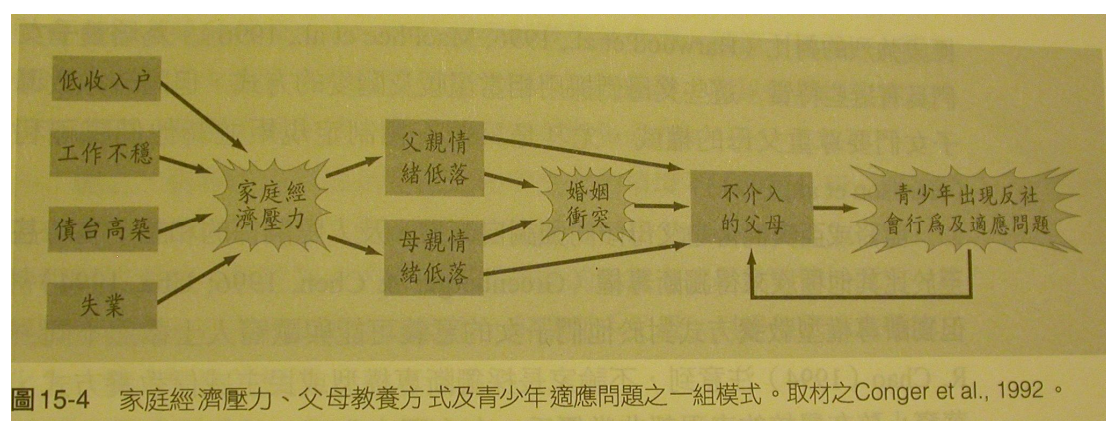 低收入户
工作不穩
債台高築
失業
家庭經
濟壓力
父親情
緒低落
母親情
緒低落
婚姻
衝突
不介入
的父母
青少年出現反社
會行為及適應問題
圖15-4 家庭經濟壓力、父母教養方式及青少年適應問題之一組模式。取材之Conger et al., 1992。